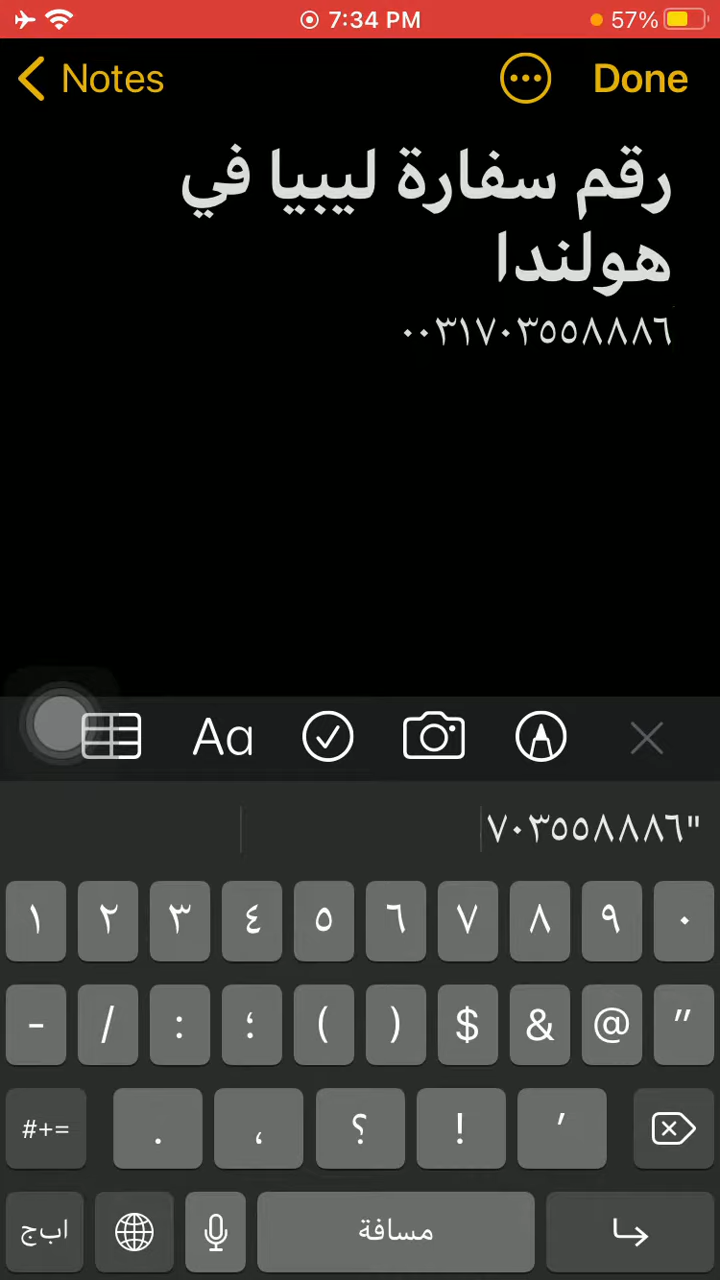 7:34 PM
57%
Notes
Done
رقم سفارة ليبيا في
هولندا
٠٠٣١٧٠٣٥٥٨٨٨٦
Aa
٧٠٣٥٥٨٨٨٦"
١ ٢ ٣ ٤ ٥ ٦ ٧ ٨ ٩ ٠
- / : ؛ ( ) $ & @ "
#+= . ، ؟ ! '
اب‌ج مسافة